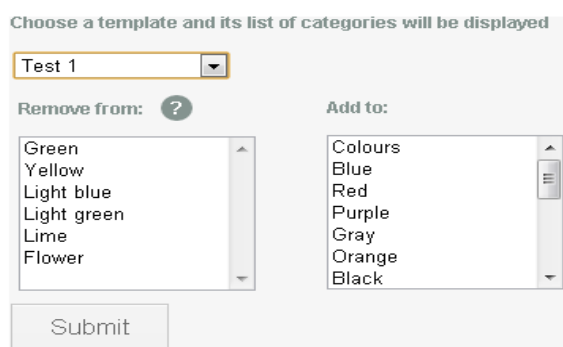 Choose a template and its list of categories will be displayed
Test 1
Remove from: ?
Green
Yellow
Light blue
Light green
Lime
Flower
Add to:
Colours
Blue
Red
Purple
Gray
Orange
Black
Submit